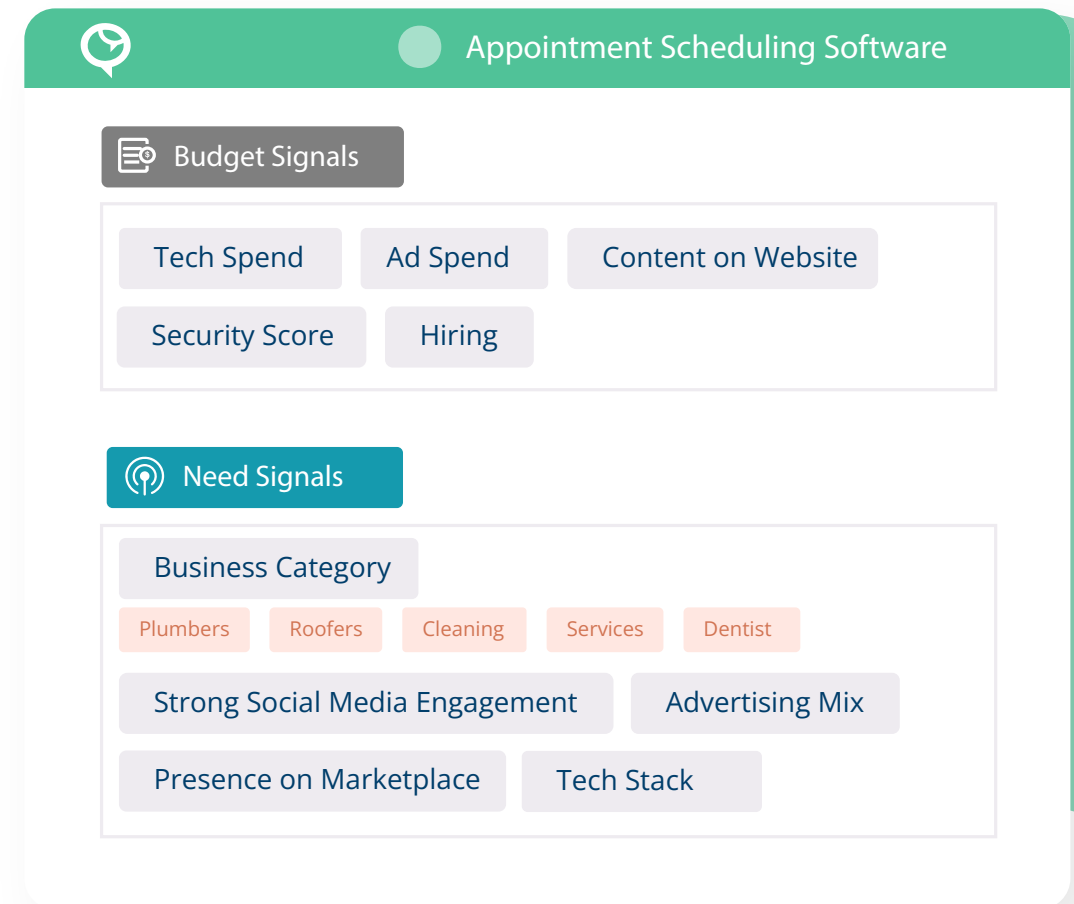 Appointment Scheduling Software
Budget Signals
Tech Spend Ad Spend Content on Website
Security Score Hiring
Need Signals
Business Category
Plumbers Roofers Cleaning Services Dentist
Strong Social Media Engagement Advertising Mix
Presence on Marketplace Tech Stack